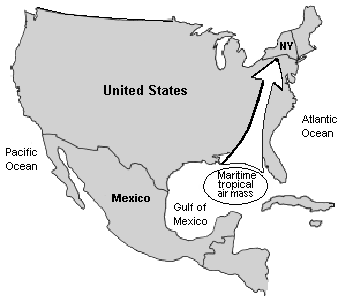 NY
United States
Atlantic
Ocean
Pacific
Ocean
Maritime
tropical
air mass
Mexico
Gulf of
Mexico